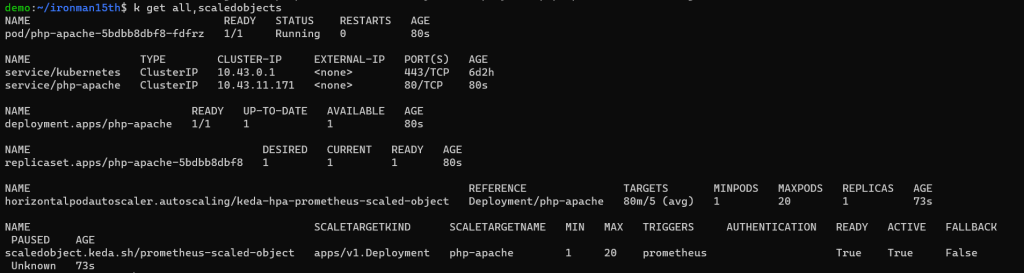 demo:~/ironman15th$ k get all,scaledobjects
NAME READY STATUS RESTARTS AGE
pod/php-apache-5bdbb8dbf8-fdfrz 1/1 Running 0 80s
NAME TYPE CLUSTER-IP EXTERNAL-IP PORT(S) AGE
service/kubernetes ClusterIP 10.43.0.1 <none> 443/TCP 6d2h
service/php-apache ClusterIP 10.43.11.171 <none> 80/TCP 80s
NAME READY UP-TO-DATE AVAILABLE AGE
deployment.apps/php-apache 1/1 1 1 80s
NAME DESIRED CURRENT READY AGE
replicaset.apps/php-apache-5bdbb8dbf8 1 1 1 80s
NAME REFERENCE TARGETS MINPODS MAXPODS REPLICAS AGE
horizontalpodautoscaler.autoscaling/keda-hpa-prometheus-scaled-object Deployment/php-apache 80m/5 (avg) 1 20 1 73s
NAME SCALETARGETKIND SCALETARGETNAME MIN MAX TRIGGERS AUTHENTICATION READY ACTIVE FALLBACK
PAUSED AGE
scaledobject.keda.sh/prometheus-scaled-object apps/v1.Deployment php-apache 1 20 prometheus True True False
Unknown 73s